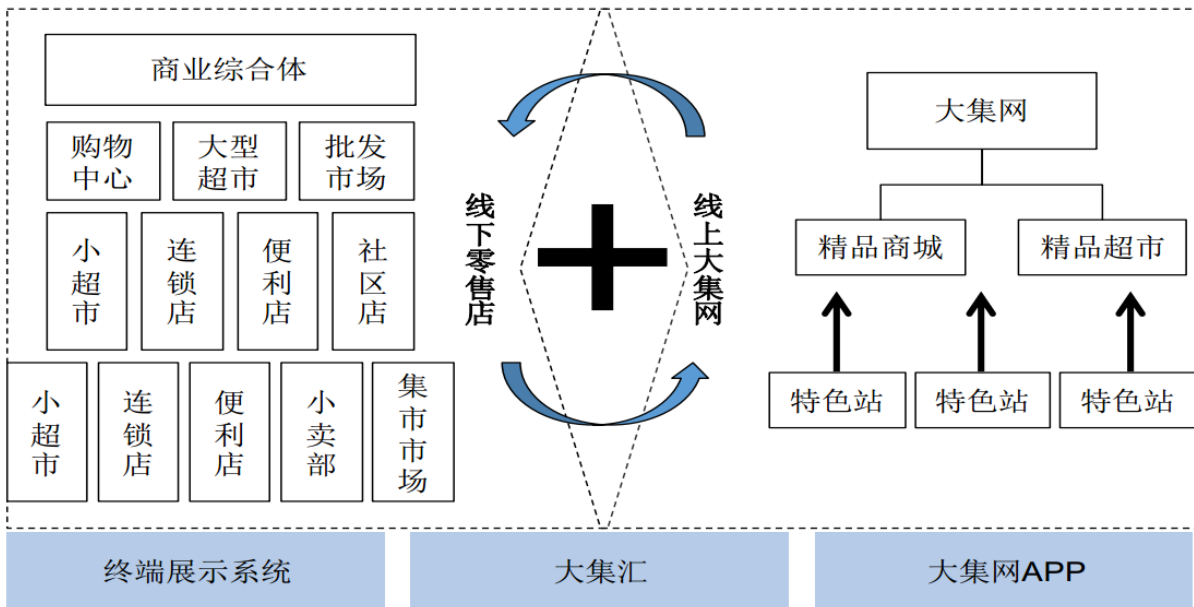 商业综合体
购物
中心
大型
超市
批发
市场
小超市
连锁店
便利店
社区店
小超市
连锁店
便利店
小卖部
集市市场
线下零售店
线上大集网
大集网
精品商城
精品超市
特色站
特色站
特色站
终端展示系统
大集汇
大集网APP